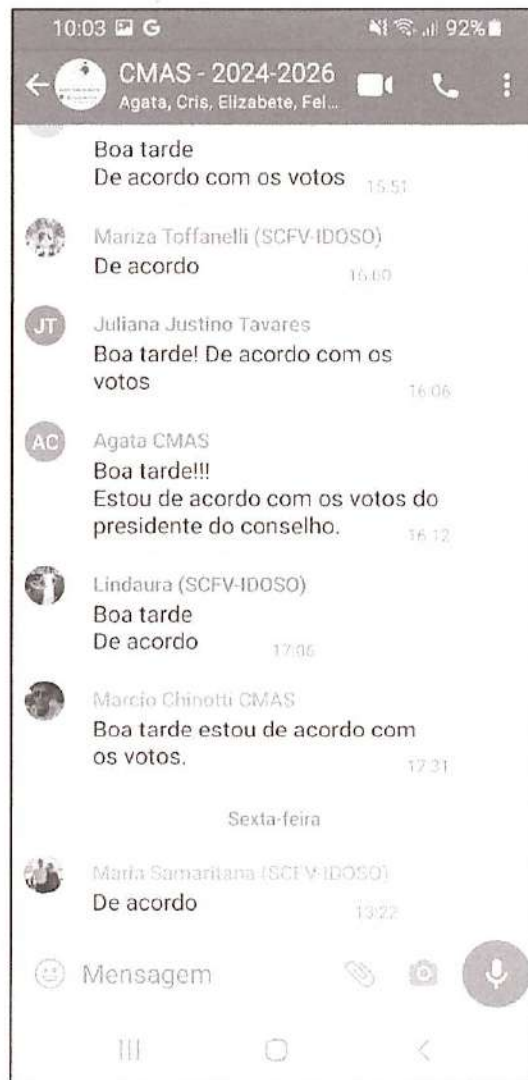 10:03 G 92%
CMAS - 2024-2026
Agata, Cris, Elizabete, Fel...
Boa tarde
De acordo com os votos 15:51
Mariza Toffanelli (SCFV-IDOSO)
De acordo
JT
Juliana Justino Tavares
Boa tarde! De acordo com os
votos 16:06
AC
Agata CMAS
Boa tarde!!!
Estou de acordo com os votos do
presidente do conselho. 16:12
Lindaura (SCFV-IDOSO)
Boa tarde
De acordo 17:06
Marcio Chinotti CMAS
Boa tarde estou de acordo com
os votos. 17:31
Sexta-feira
Maria Samaritana (SCFV-IDOSO)
De acordo 13:22
Mensagem